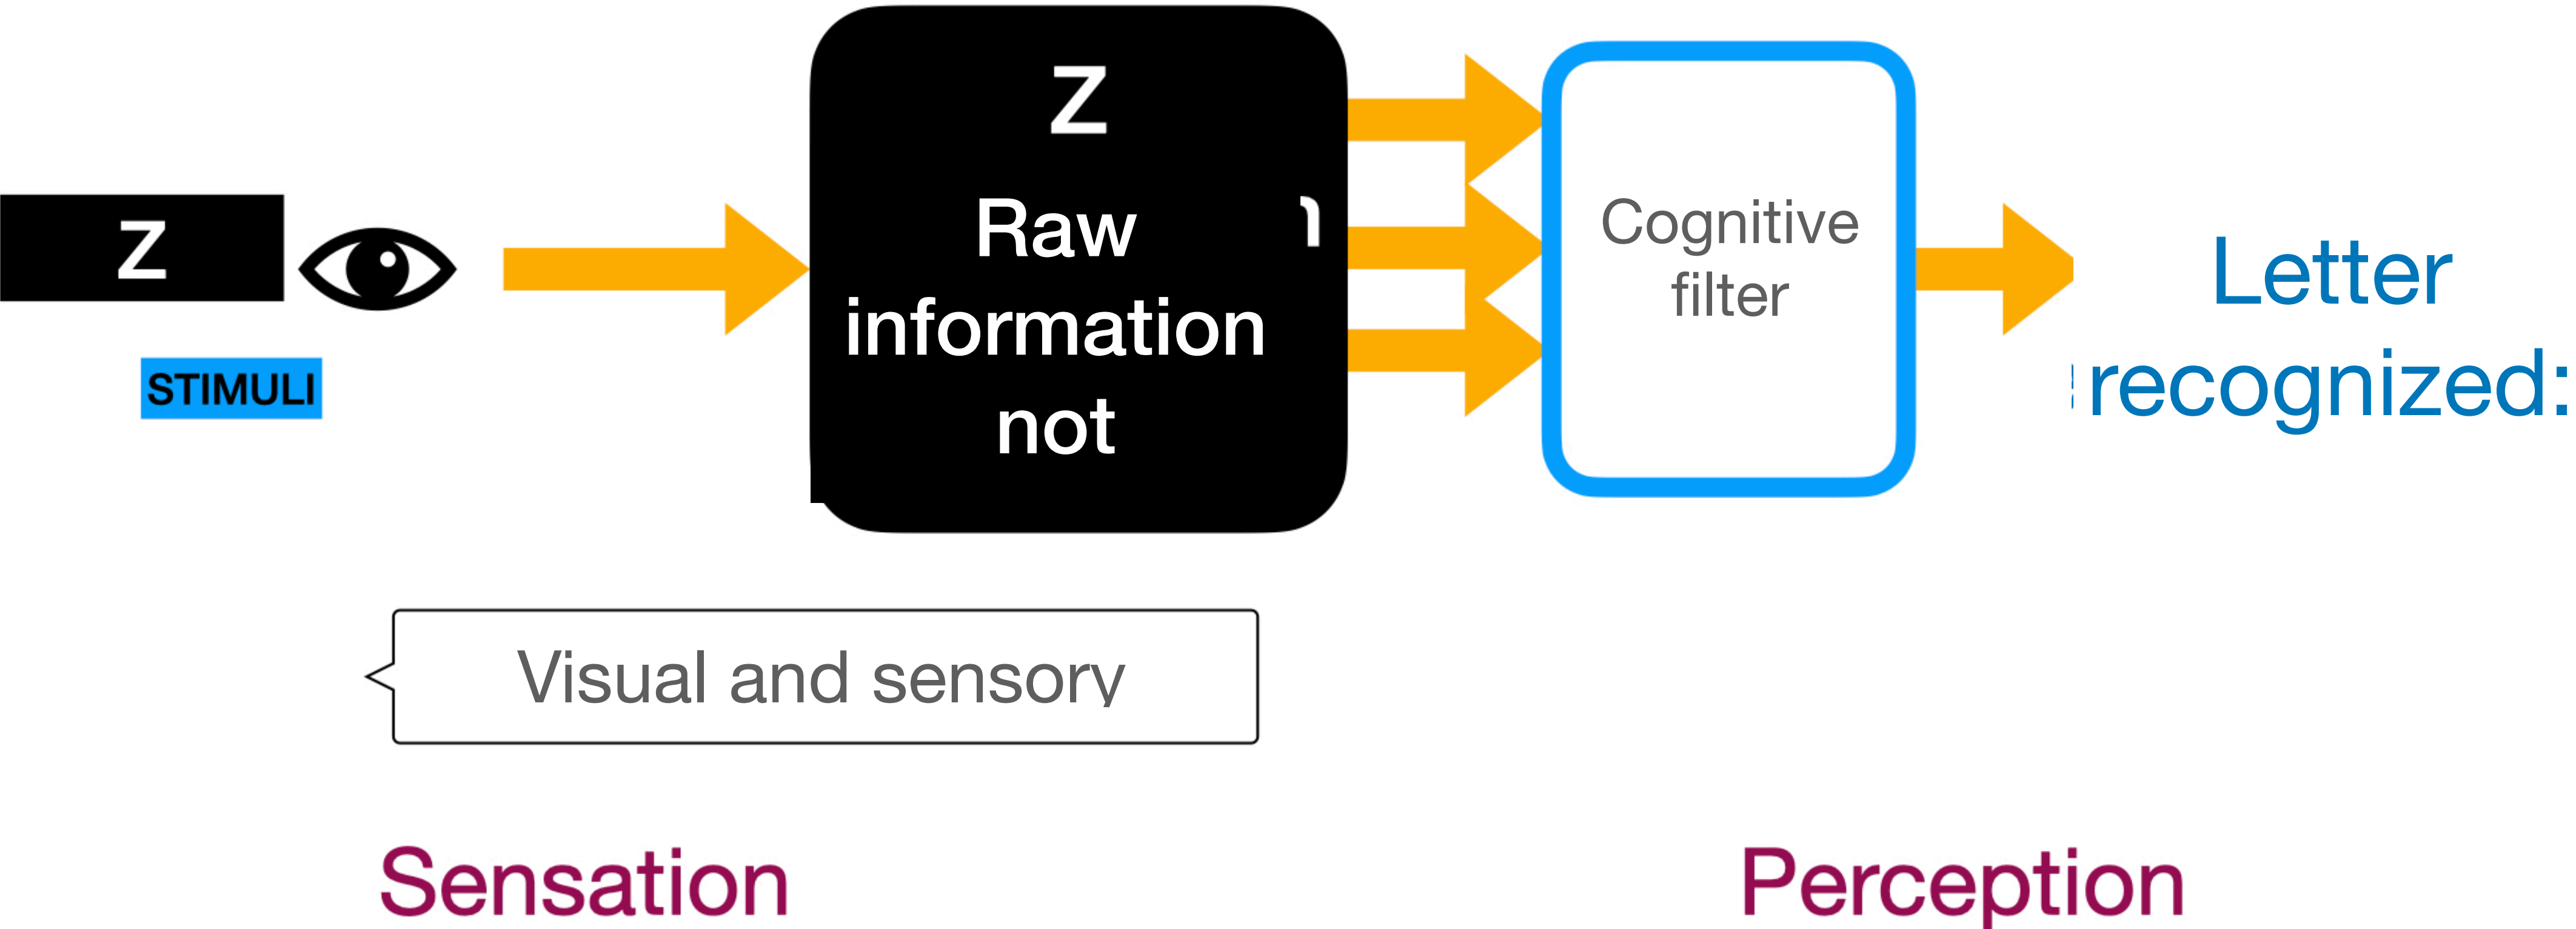 Z
STIMULI
Z
Raw
information
not
Cognitive
filter
Letter
recognized:
Visual and sensory
Sensation
Perception